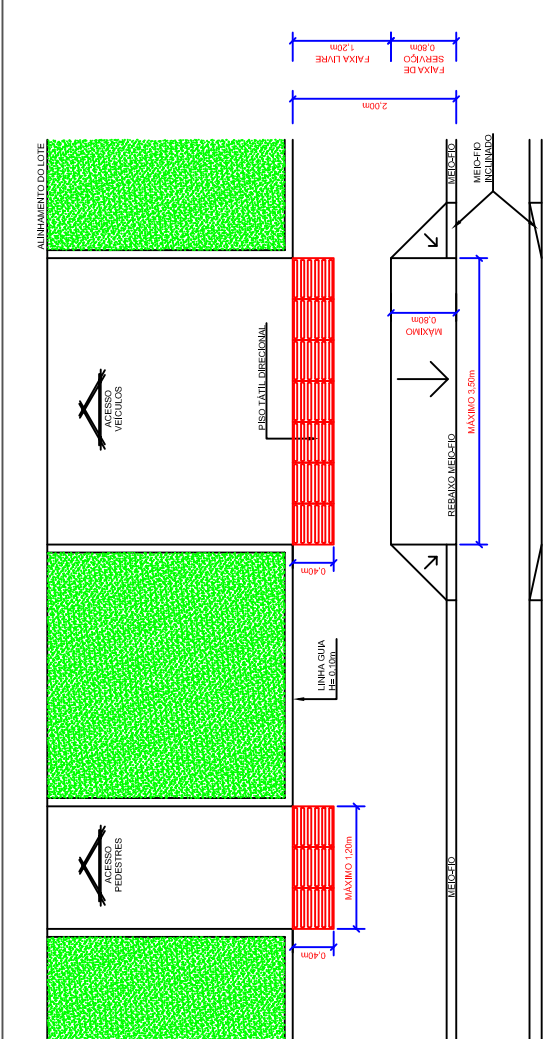 ALINHAMENTO DO LOTE
ACESSO
VEÍCULOS
PISO TÁTIL DIRECIONAL
0,40m
LINHA GUIA
H= 0,10m
ACESSO
PEDESTRES
MÁXIMO 1,20m
0,40m
FAIXA LIVRE
1,20m
FAIXA DE
SERVIÇO
0,80m
2,00m
MEIO-FIO
MEIO-FIO
INCLINADO
MÁXIMO
0,80m
REBAIXO MEIO-FIO
MÁXIMO 3,50m
MEIO-FIO